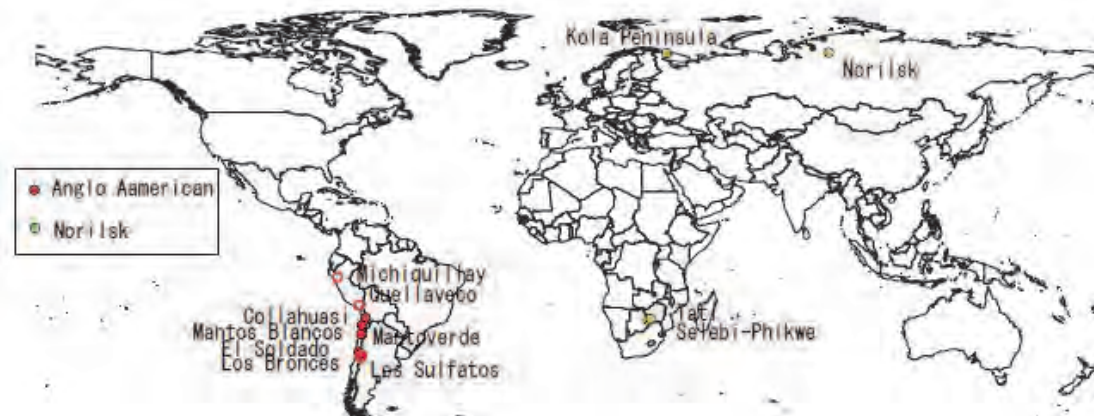 Kola Peninsula
Norilsk
Anglo Aamerican
Norilsk
Michiquillay
Quellaveco
Collahuasi
Mantos Blancos
Mantoverde
El Soldado
Los Bronces
Les Sulfatos
Tati
Selebi-Phikwe